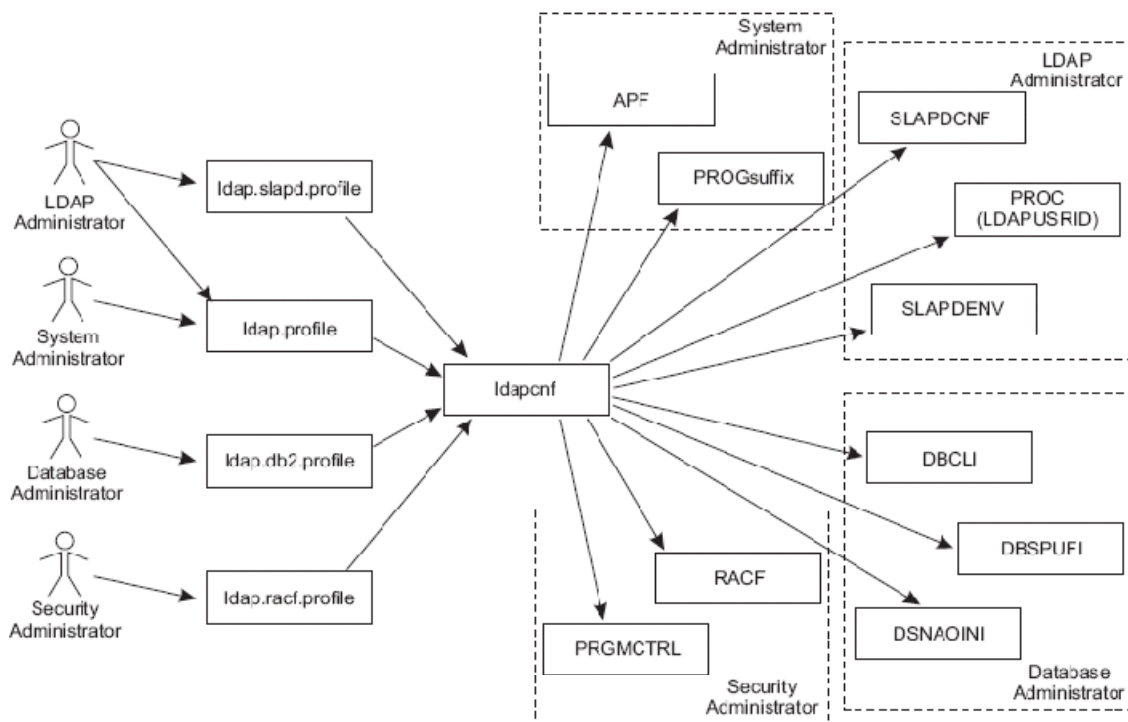 System
Administrator
APF
PROGsuffix
LDAP
Administrator
SLAPDCNF
PROC
(LDAPUSRID)
SLAPDENV
LDAP
Administrator
ldap.slapd.profile
System
Administrator
ldap.profile
ldapcnf
Database
Administrator
ldap.db2.profile
Security
Administrator
ldap.racf.profile
DBCLI
DBSPUFI
DSNAOINI
Database
Administrator
RACF
PRGMCTRL
Security
Administrator